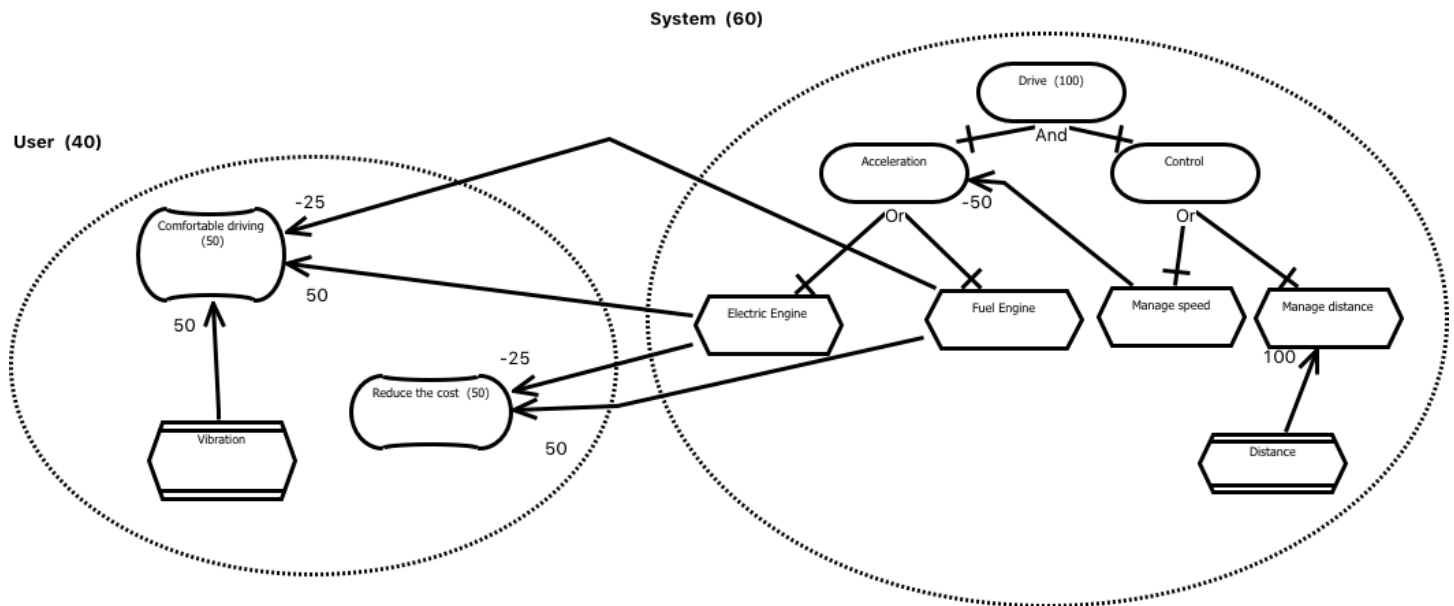 System (60)
Drive (100)
And
User (40)
Acceleration
Control
-25
-50
Or
Or
Comfortable driving
(50)
50
Electric Engine
Fuel Engine
Manage speed
Manage distance
50
-25
100
Reduce the cost (50)
Vibration
50
Distance